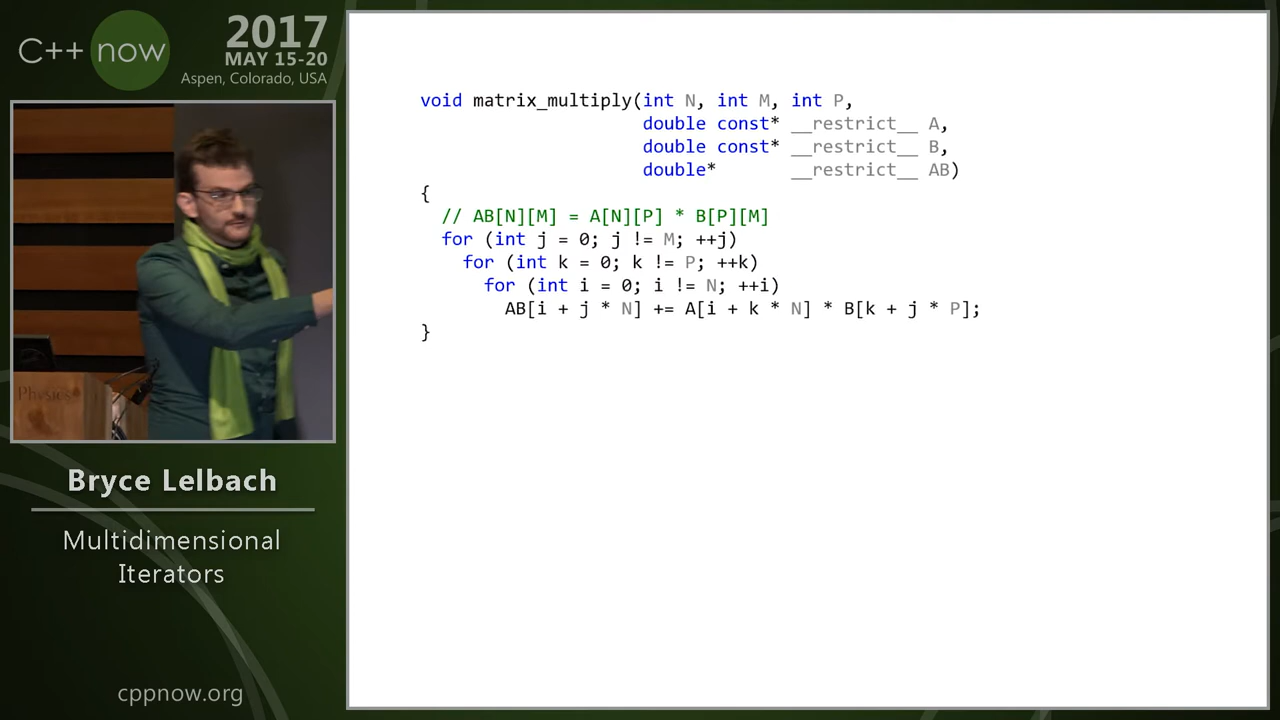 C++ now
2017
MAY 15-20
Aspen, Colorado, USA
Physics
Bryce Lelbach
Multidimensional
Iterators
cppnow.org
void matrix_multiply(int N, int M, int P,
                     double const* __restrict__ A,
                     double const* __restrict__ B,
                     double*       __restrict__ AB)
{
  // AB[N][M] = A[N][P] * B[P][M]
  for (int j = 0; j != M; ++j)
    for (int k = 0; k != P; ++k)
      for (int i = 0; i != N; ++i)
        AB[i + j * N] += A[i + k * N] * B[k + j * P];
}